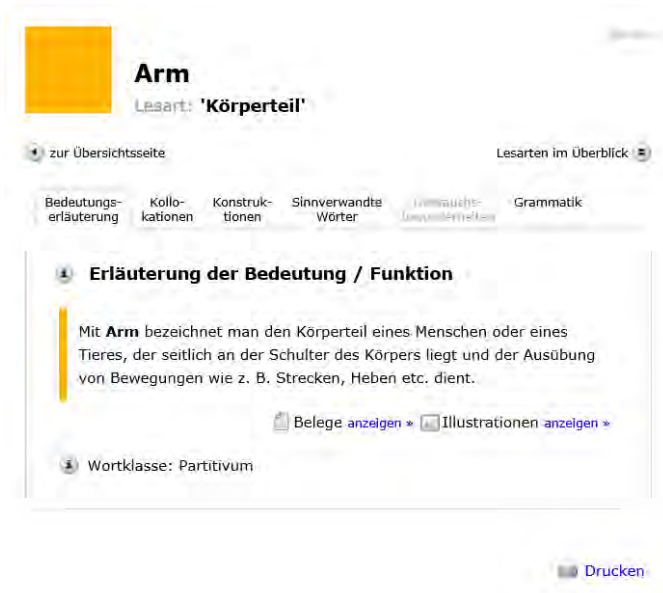 Arm
Lesart: 'Körperteil'
zur Übersichtsseite
Lesarten im Überblick
Bedeutungs-
erläuterung
Kollo-
kationen
Konstruk-
tionen
Sinnverwandte
Wörter
Gebrauchs-
besonderheiten
Grammatik
Erläuterung der Bedeutung / Funktion
Mit Arm bezeichnet man den Körperteil eines Menschen oder eines
Tieres, der seitlich an der Schulter des Körpers liegt und der Ausübung
von Bewegungen wie z. B. Strecken, Heben etc. dient.
Belege anzeigen » Illustrationen anzeigen »
Wortklasse: Partitivum
Drucken